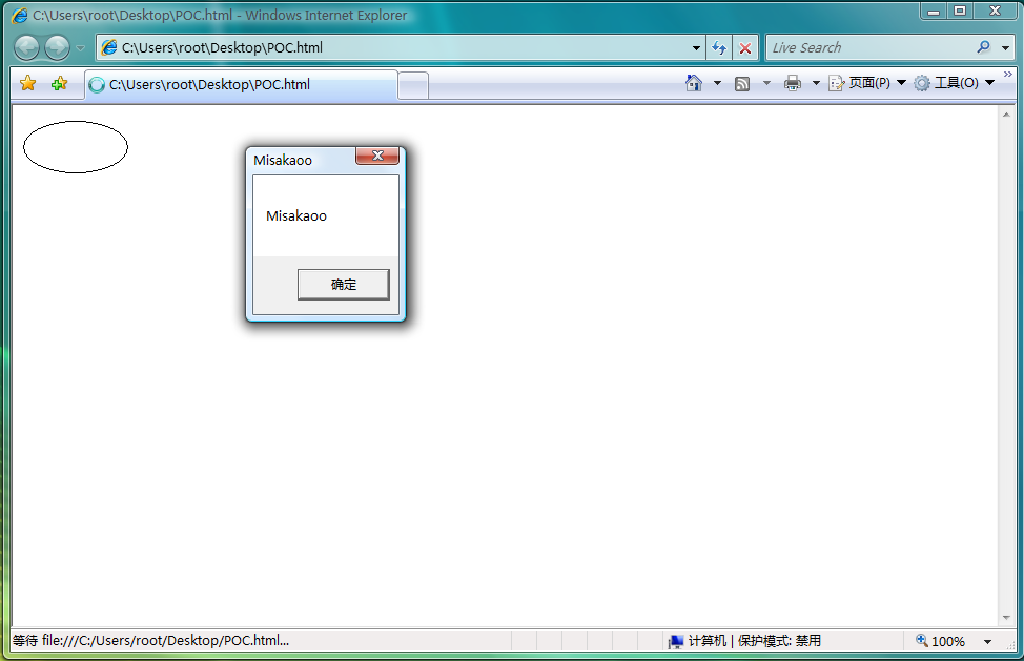 C:\Users\root\Desktop\POC.html - Windows Internet Explorer
C:\Users\root\Desktop\POC.html
Live Search
C:\Users\root\Desktop\POC.html
页面(P)
工具(O)
Misakaoo
Misakaoo
确定
等待 file:///C:/Users/root/Desktop/POC.html...
计算机 | 保护模式: 禁用
100%